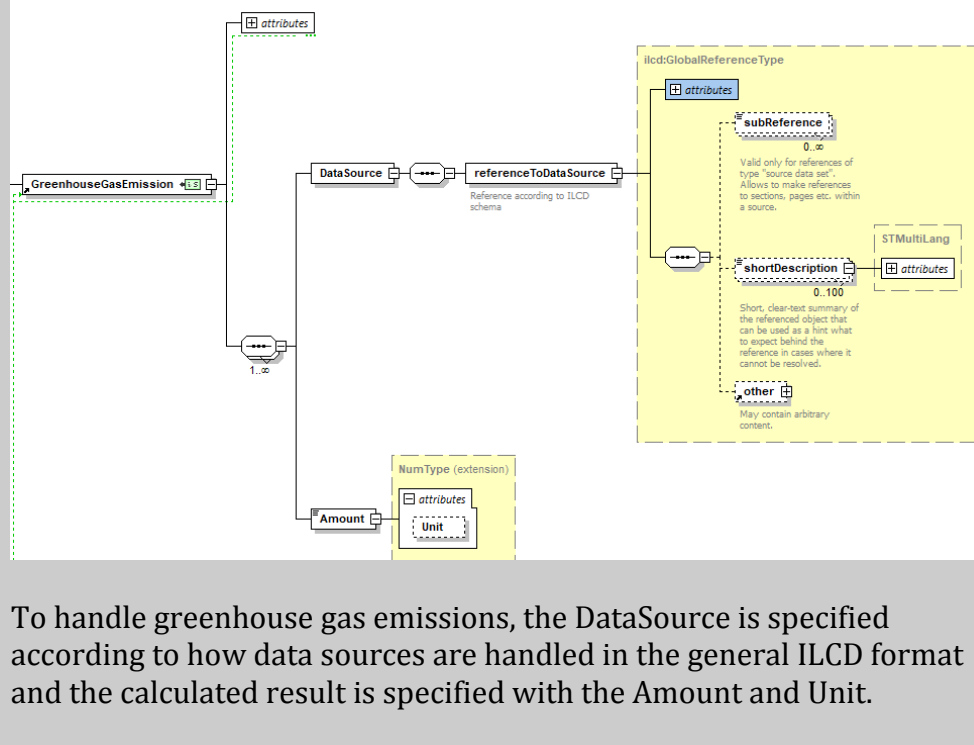 attributes
ilcd:GlobalReferenceType
attributes
subReference
0..∞
Valid only for references of
type "source data set".
Allows to make references
to sections, pages etc. within
a source.
GreenhouseGasEmission
DataSource
referenceToDataSource
Reference according to ILCD
schema
STMultiLang
shortDescription
attributes
0..100
Short, clear-text summary of
the referenced object that
can be used as a hint what
to expect behind the
reference in cases where it
cannot be resolved.
1..∞
other
May contain arbitrary
content.
NumType (extension)
attributes
Amount
Unit
To handle greenhouse gas emissions, the DataSource is specified
according to how data sources are handled in the general ILCD format
and the calculated result is specified with the Amount and Unit.